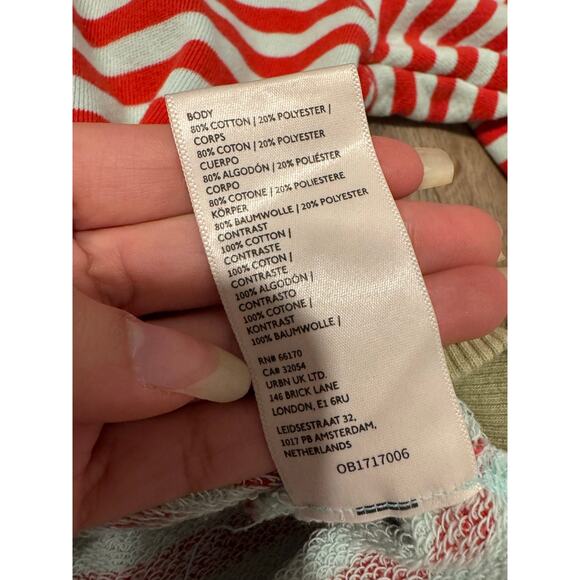 BODY
80% COTTON | 20% POLYESTER |
CORPS
80% COTON | 20% POLYESTER
CUERPO
80% ALGODÓN | 20% POLIÉSTER
CORPO
80% COTONE | 20% POLIESTERE
KÖRPER
80% BAUMWOLLE | 20% POLYESTER
CONTRAST
100% COTTON |
CONTRASTE
100% COTON |
CONTRASTE
100% ALGODÓN |
CONTRASTO
100% COTONE |
KONTRAST
100% BAUMWOLLE |
RN# 66170
CA# 32054
URBN UK LTD.
146 BRICK LANE
LONDON, E1 6RU
LEIDSESTRAAT 32,
1017 PB AMSTERDAM,
NETHERLANDS
OB1717006